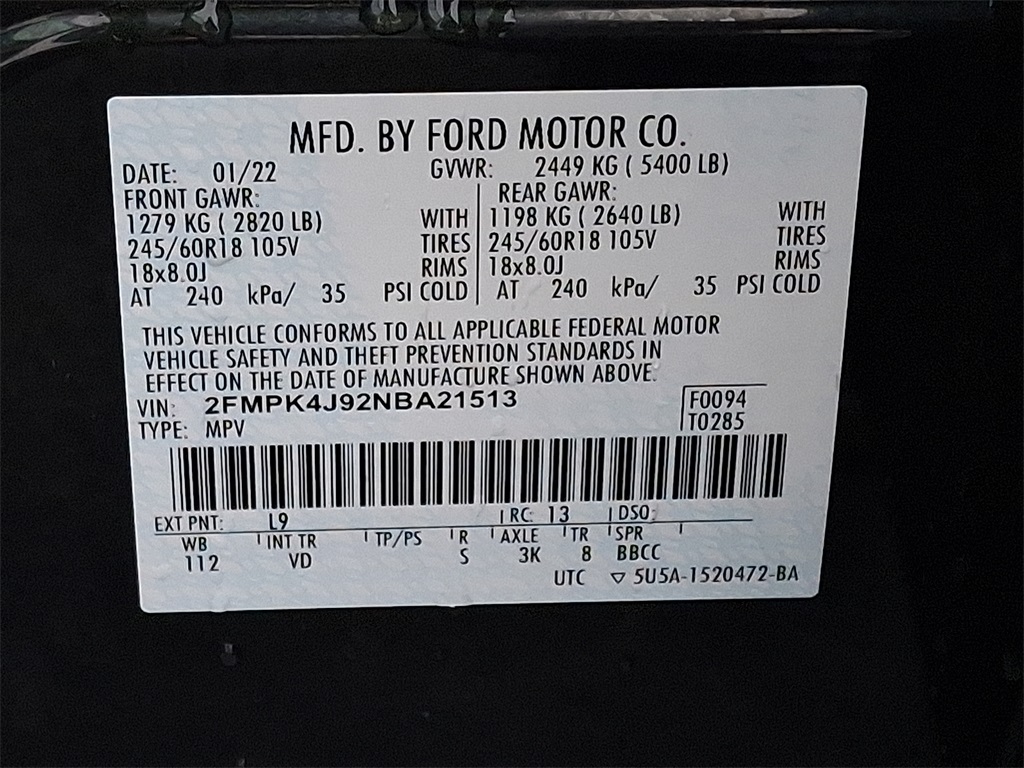 MFD. BY FORD MOTOR CO.
DATE: 01/22 GVWR: 2449 KG ( 5400 LB)
FRONT GAWR: REAR GAWR:
1279 KG ( 2820 LB) WITH 1198 KG ( 2640 LB) WITH
245/60R18 105V TIRES 245/60R18 105V TIRES
18x8.0J RIMS 18x8.0J RIMS
AT 240 kPa/ 35 PSI COLD AT 240 kPa/ 35 PSI COLD
THIS VEHICLE CONFORMS TO ALL APPLICABLE FEDERAL MOTOR
VEHICLE SAFETY AND THEFT PREVENTION STANDARDS IN
EFFECT ON THE DATE OF MANUFACTURE SHOWN ABOVE.
VIN: 2FMPK4J92NBA21513 F0094
TYPE: MPV T0285
EXT PNT: L9 RC: 13 DSO:
WB INT TR TP/PS R AXLE TR SPR
112 VD S 3K 8 BBCC
UTC ▽ 5U5A-1520472-BA